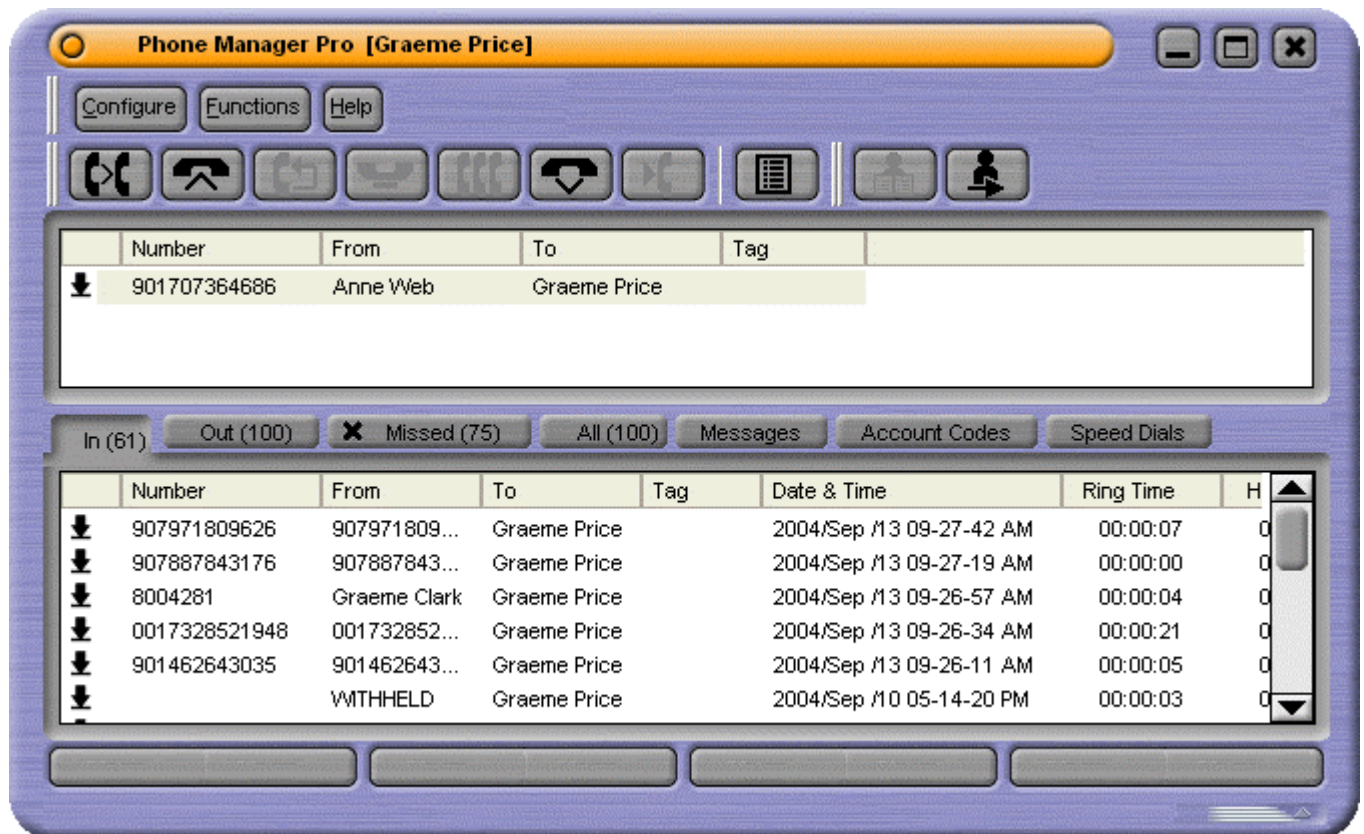 Phone Manager Pro [Graeme Price]
Configure Functions Help
Number From To Tag
901707364686 Anne Web Graeme Price
In (61) Out (100) Missed (75) All (100) Messages Account Codes Speed Dials
Number From To Tag Date & Time Ring Time H
907971809626 907971809... Graeme Price 2004/Sep /13 09-27-42 AM 00:00:07 0
907887843176 907887843... Graeme Price 2004/Sep /13 09-27-19 AM 00:00:00 0
8004281 Graeme Clark Graeme Price 2004/Sep /13 09-26-57 AM 00:00:04 0
0017328521948 001732852... Graeme Price 2004/Sep /13 09-26-34 AM 00:00:21 0
901462643035 901462643... Graeme Price 2004/Sep /13 09-26-11 AM 00:00:05 0
WITHHELD Graeme Price 2004/Sep /10 05-14-20 PM 00:00:03 0